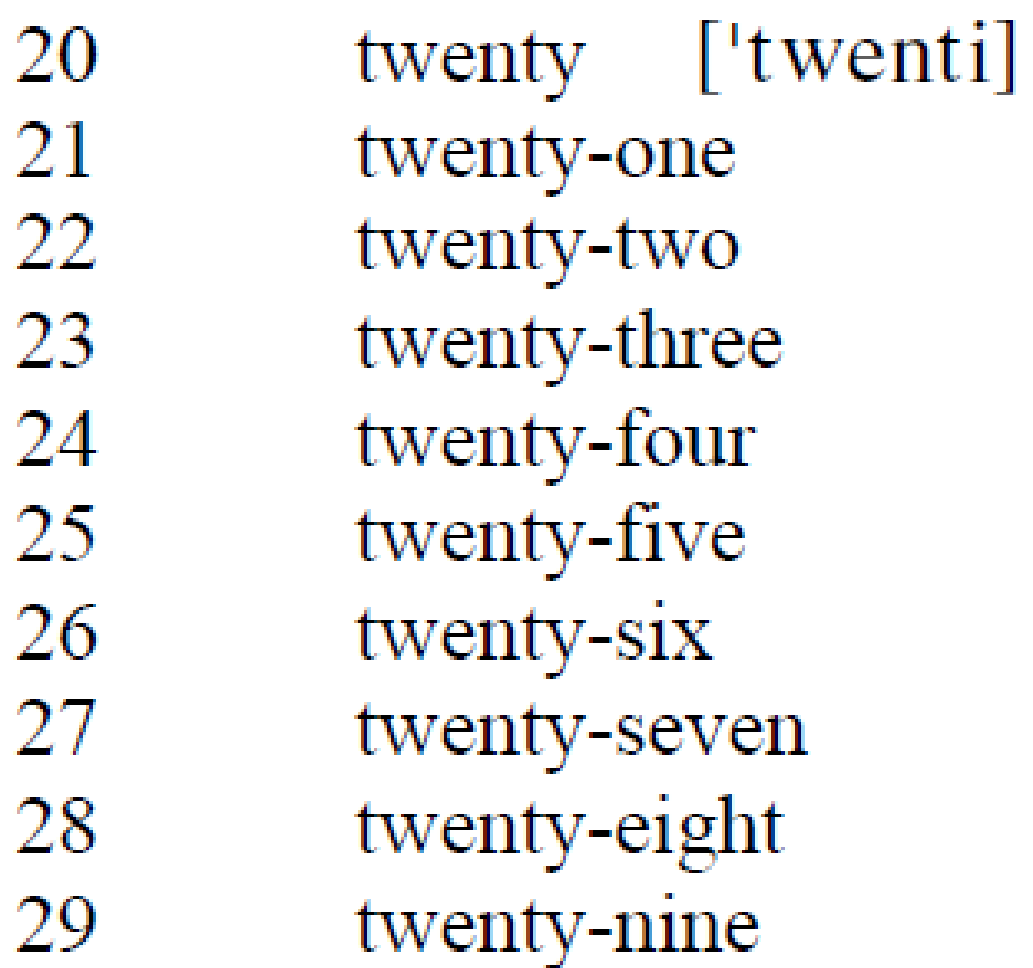 20 twenty ['twenti]
21 twenty-one
22 twenty-two
23 twenty-three
24 twenty-four
25 twenty-five
26 twenty-six
27 twenty-seven
28 twenty-eight
29 twenty-nine